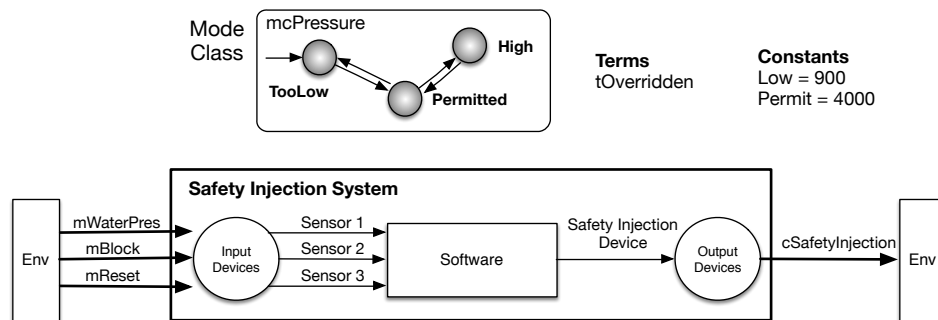 Mode
Class
mcPressure
High
TooLow
Permitted
Terms
tOverridden
Constants
Low = 900
Permit = 4000
Safety Injection System
Env
mWaterPres
mBlock
mReset
Input
Devices
Sensor 1
Sensor 2
Sensor 3
Software
Safety Injection
Device
Output
Devices
cSafetyInjection
Env